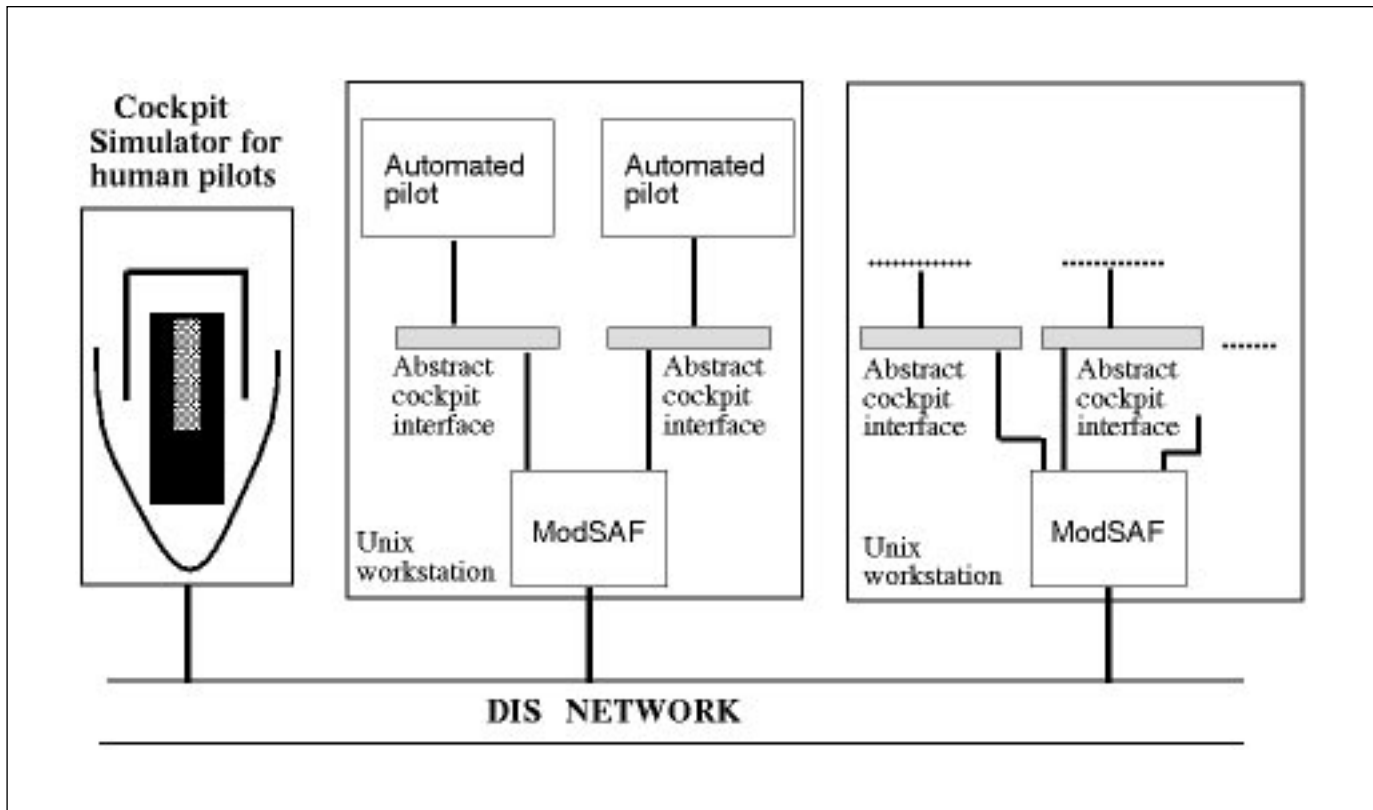 Cockpit
Simulator for
human pilots
Automated
pilot
Automated
pilot
Abstract
cockpit
interface
Abstract
cockpit
interface
ModSAF
Unix
workstation
Abstract
cockpit
interface
Abstract
cockpit
interface
ModSAF
Unix
workstation
DIS NETWORK